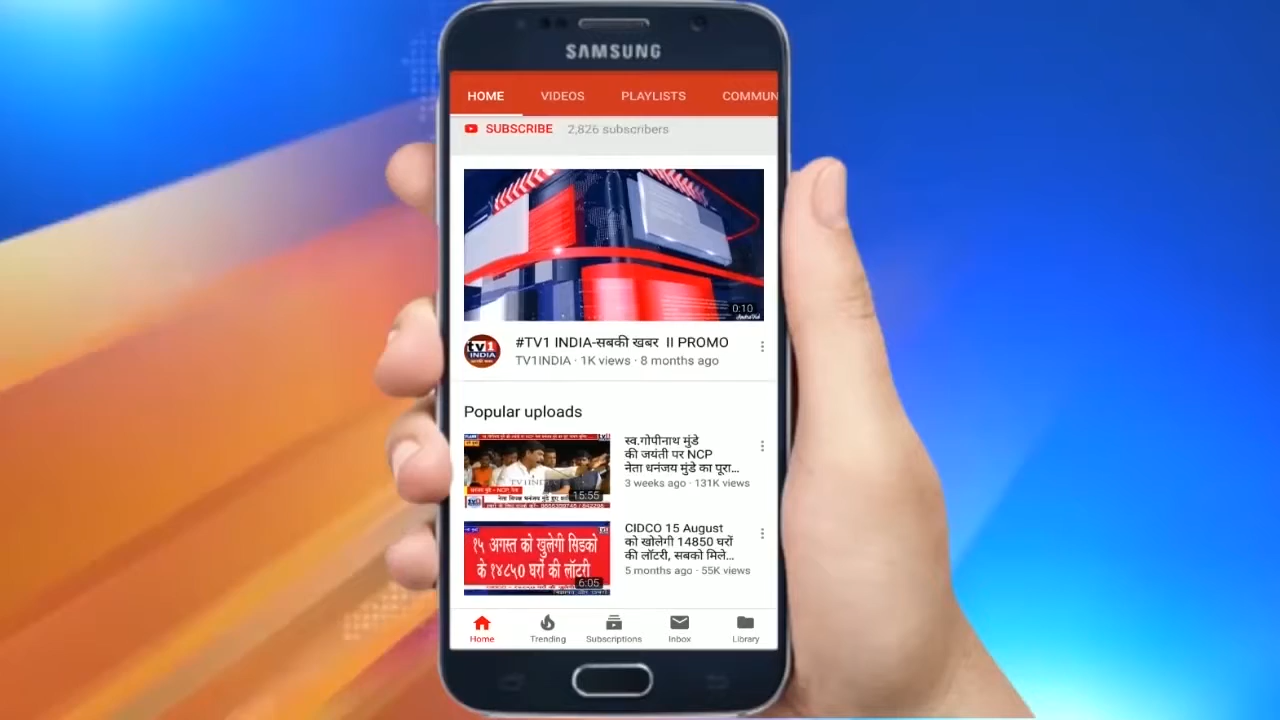 SAMSUNG
HOME VIDEOS PLAYLISTS COMMUN
SUBSCRIBE 2,826 subscribers
0:10
tv1
INDIA
#TV1 INDIA-सबकी खबर II PROMO
TV1INDIA · 1K views · 8 months ago
Popular uploads
TV1INDIA
15:55
स्व.गोपीनाथ मुंडे
की जयंती पर NCP
नेता धनंजय मुंडे का पूरा...
3 weeks ago · 131K views
१५ अगस्त को खुलेगी सिडको
के १४८५० घरों की लॉटरी
6:05
CIDCO 15 August
को खोलेगी 14850 घरों
की लॉटरी, सबको मिले...
5 months ago · 55K views
Home Trending Subscriptions Inbox Library